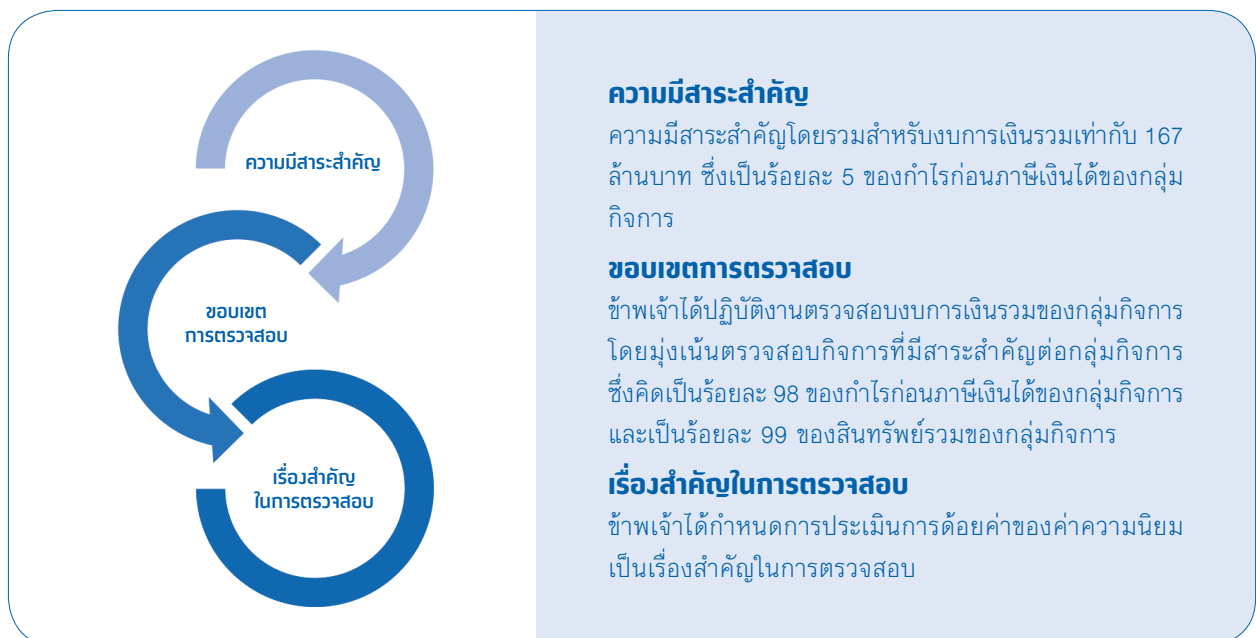 ความมีสาระสำคัญ
ขอบเขต
การตรวจสอบ
เรื่องสำคัญ
ในการตรวจสอบ
ความมีสาระสำคัญ
ความมีสาระสำคัญโดยรวมสำหรับงบการเงินรวมเท่ากับ 167
ล้านบาท ซึ่งเป็นร้อยละ 5 ของกำไรก่อนภาษีเงินได้ของกลุ่ม
กิจการ
ขอบเขตการตรวจสอบ
ข้าพเจ้าได้ปฏิบัติงานตรวจสอบงบการเงินรวมของกลุ่มกิจการ
โดยมุ่งเน้นตรวจสอบกิจการที่มีสาระสำคัญต่อกลุ่มกิจการ
ซึ่งคิดเป็นร้อยละ 98 ของกำไรก่อนภาษีเงินได้ของกลุ่มกิจการ
และเป็นร้อยละ 99 ของสินทรัพย์รวมของกลุ่มกิจการ
เรื่องสำคัญในการตรวจสอบ
ข้าพเจ้าได้กำหนดการประเมินการด้อยค่าของค่าความนิยม
เป็นเรื่องสำคัญในการตรวจสอบ